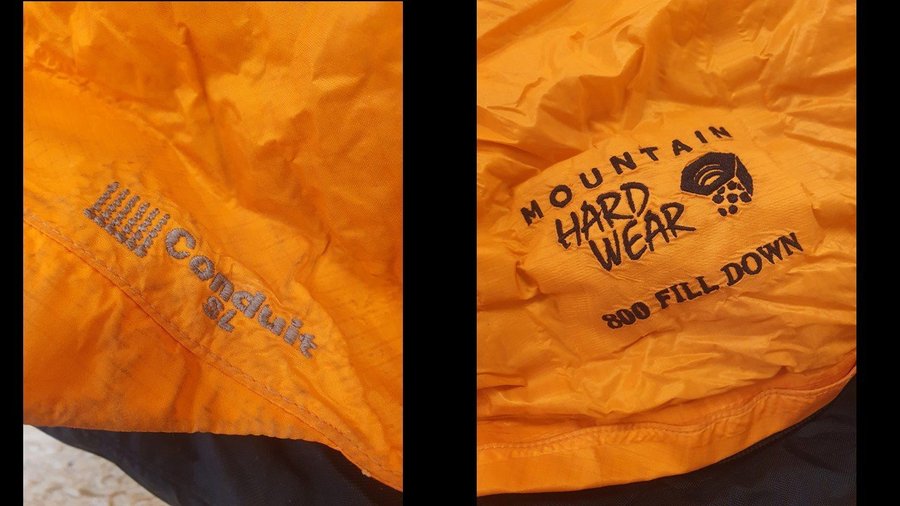 Conduit
SL
MOUNTAIN
HARD
WEAR
800 FILL DOWN